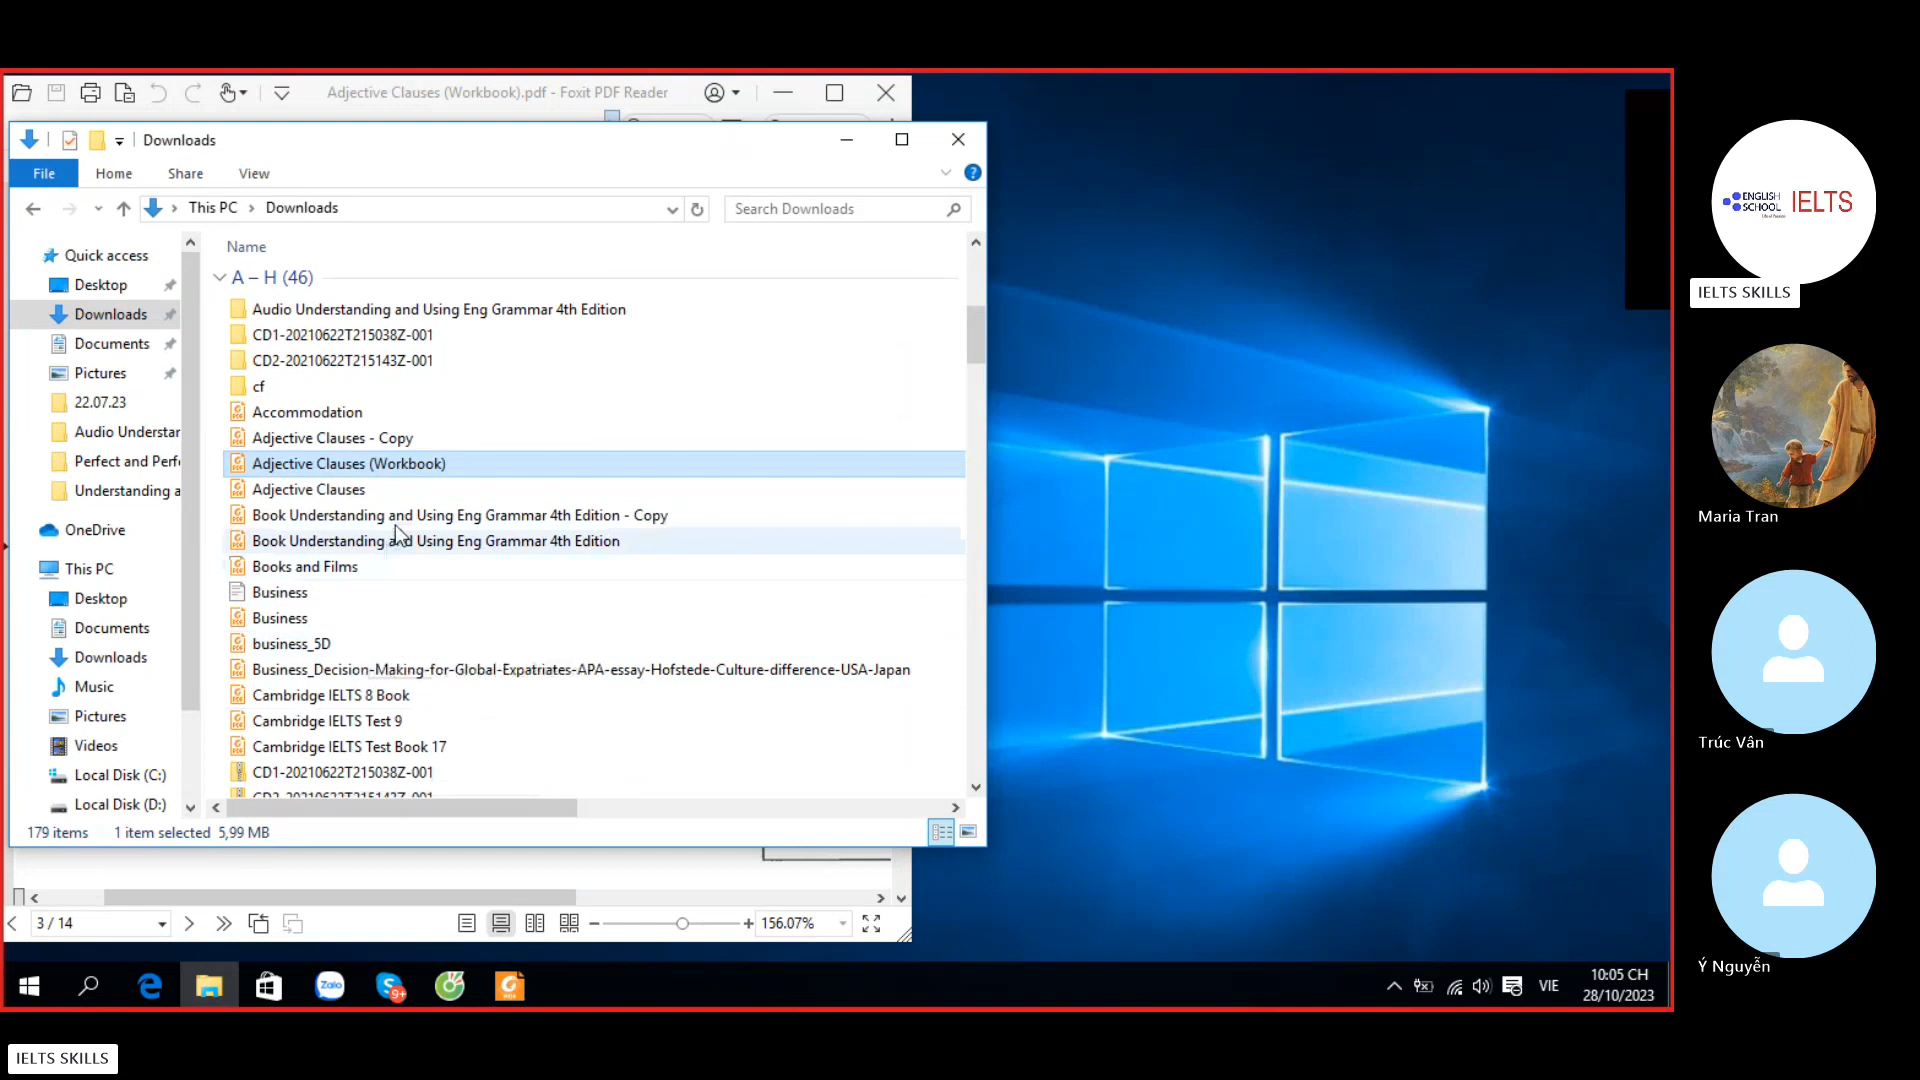 Adjective Clauses (Workbook).pdf - Foxit PDF Reader
Downloads
File
Home
Share
View
This PC
Downloads
Search Downloads
Quick access
Desktop
Downloads
Documents
Pictures
22.07.23
Audio Understar
Perfect and Perf
Understanding a
OneDrive
This PC
Desktop
Documents
Downloads
Music
Pictures
Videos
Local Disk (C:)
Local Disk (D:)
Name
A – H (46)
Audio Understanding and Using Eng Grammar 4th Edition
CD1-20210622T215038Z-001
CD2-20210622T215143Z-001
cf
Accommodation
Adjective Clauses - Copy
Adjective Clauses (Workbook)
Adjective Clauses
Book Understanding and Using Eng Grammar 4th Edition - Copy
Book Understanding and Using Eng Grammar 4th Edition
Books and Films
Business
Business
business_5D
Business_Decision-Making-for-Global-Expatriates-APA-essay-Hofstede-Culture-difference-USA-Japan
Cambridge IELTS 8 Book
Cambridge IELTS Test 9
Cambridge IELTS Test Book 17
CD1-20210622T215038Z-001
CD2-20210622T215143Z-001
179 items
1 item selected 5,99 MB
3 / 14
156.07%
Zalo
9+
VIE
10:05 CH
28/10/2023
ENGLISH
SCHOOL
IELTS
IELTS SKILLS
Maria Tran
Trúc Vân
Ý Nguyễn
IELTS SKILLS